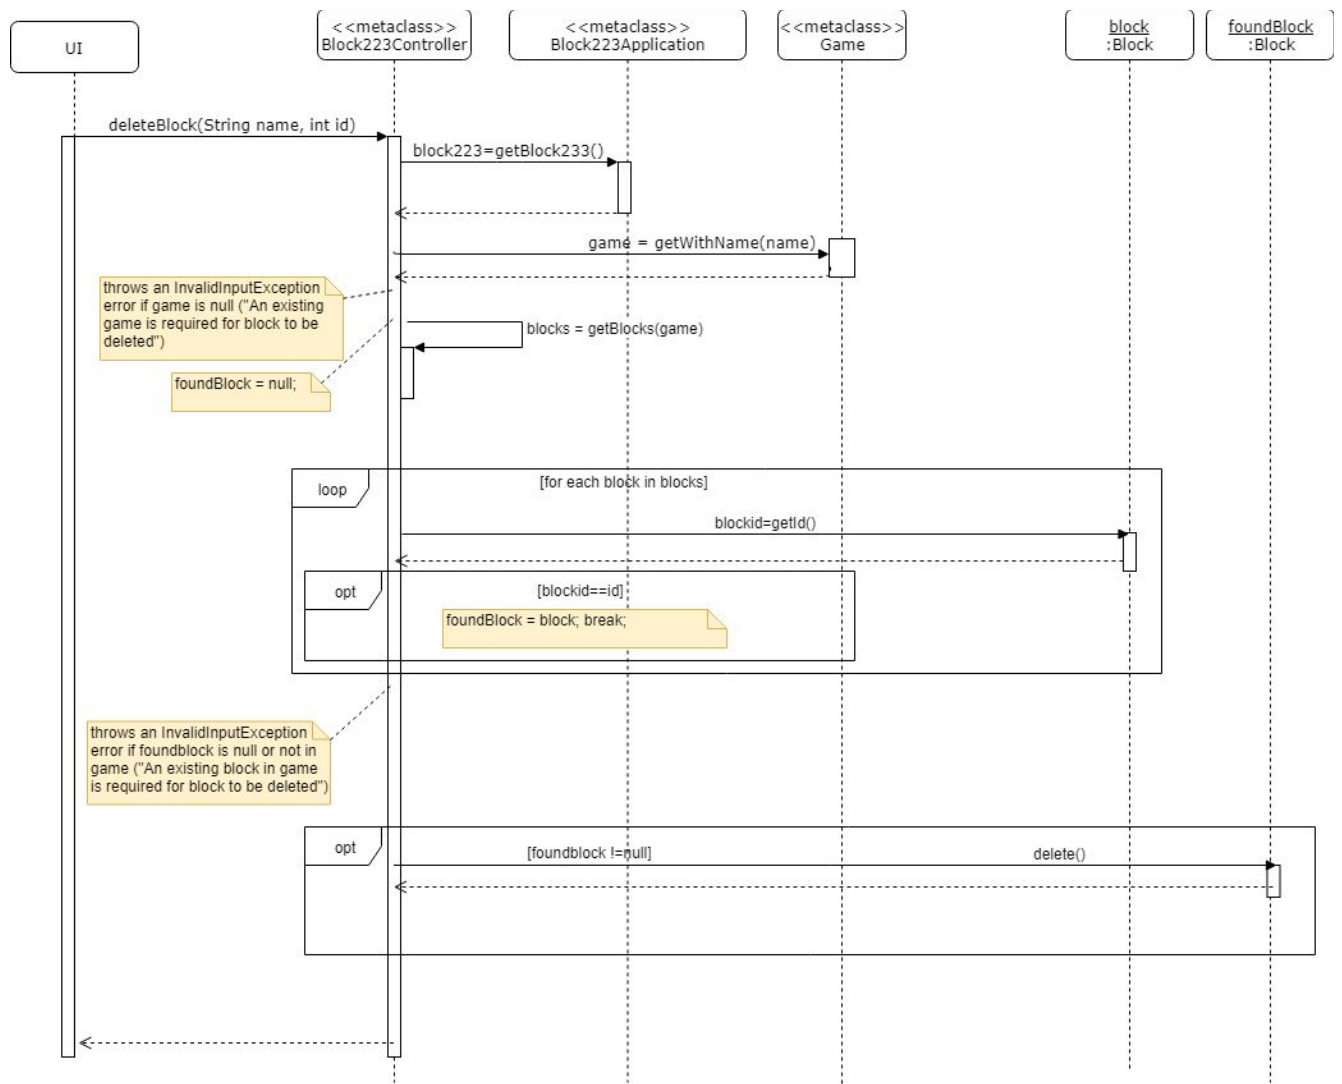 UI
<<metaclass>>
Block223Controller
<<metaclass>>
Block223Application
<<metaclass>>
Game
block
:Block
foundBlock
:Block
deleteBlock(String name, int id)
block223=getBlock233()
game = getWithName(name)
throws an InvalidInputException
error if game is null ("An existing
game is required for block to be
deleted")
blocks = getBlocks(game)
foundBlock = null;
loop
[for each block in blocks]
blockid=getId()
opt
[blockid==id]
foundBlock = block; break;
throws an InvalidInputException
error if foundblock is null or not in
game ("An existing block in game
is required for block to be deleted")
opt
[foundblock !=null]
delete()